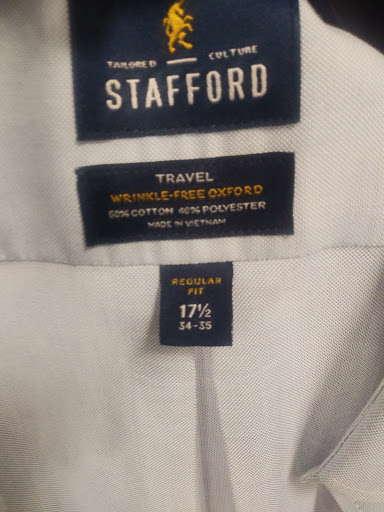 TAILORED CULTURE
STAFFORD
TRAVEL
WRINKLE-FREE OXFORD
60% COTTON 40% POLYESTER
MADE IN VIETNAM
REGULAR
FIT
17½
34-35